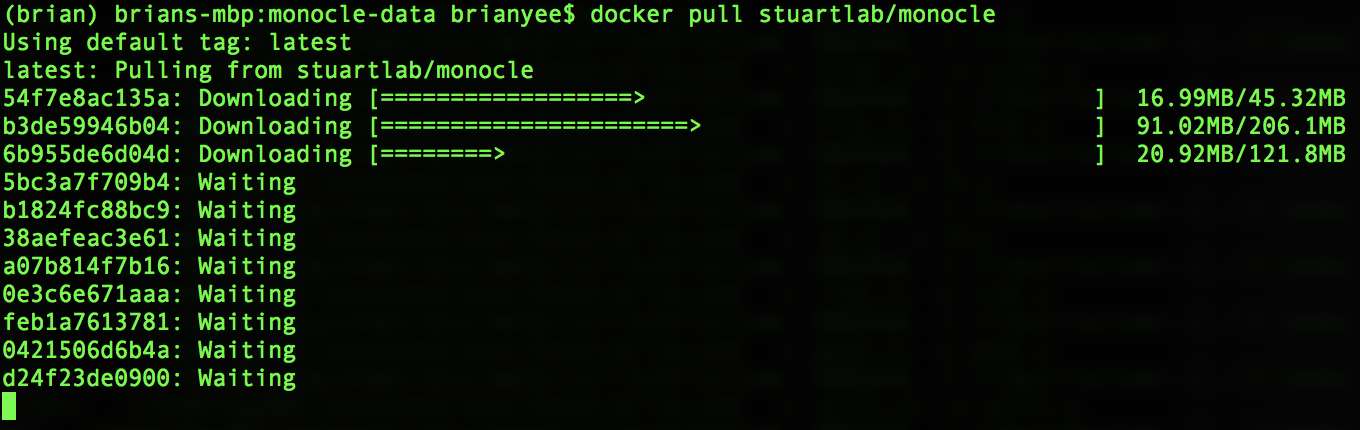 (brian) brians-mbp:monocle-data brianyee$ docker pull stuartlab/monocle
Using default tag: latest
latest: Pulling from stuartlab/monocle
54f7e8ac135a: Downloading [==================>                                ]  16.99MB/45.32MB
b3de59946b04: Downloading [======================>                            ]  91.02MB/206.1MB
6b955de6d04d: Downloading [========>                                          ]  20.92MB/121.8MB
5bc3a7f709b4: Waiting
b1824fc88bc9: Waiting
38aefeac3e61: Waiting
a07b814f7b16: Waiting
0e3c6e671aaa: Waiting
feb1a7613781: Waiting
0421506d6b4a: Waiting
d24f23de0900: Waiting